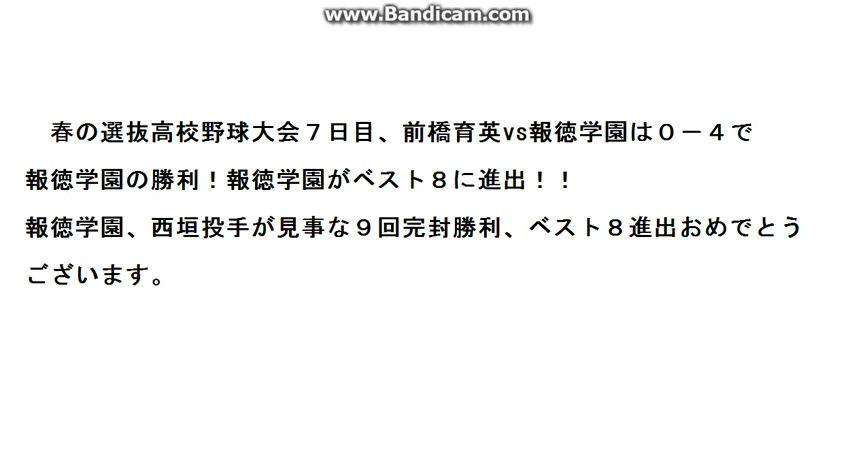 www.Bandicam.com
春の選抜高校野球大会７日目、前橋育英vs報徳学園は０－４で
報徳学園の勝利！報徳学園がベスト８に進出！！
報徳学園、西垣投手が見事な９回完封勝利、ベスト８進出おめでとう
ございます。